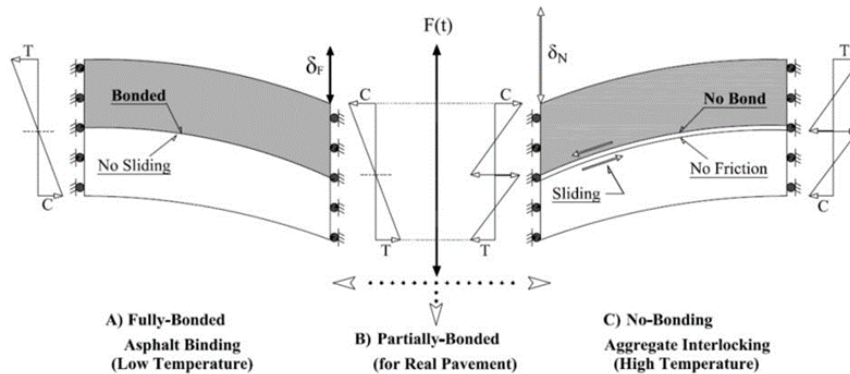 F(t)
T
δF
δN
C
C
T
Bonded
No Bond
No Sliding
No Friction
Sliding
C
T
T
C
A) Fully-Bonded
Asphalt Binding
(Low Temperature)
B) Partially-Bonded
(for Real Pavement)
C) No-Bonding
Aggregate Interlocking
(High Temperature)